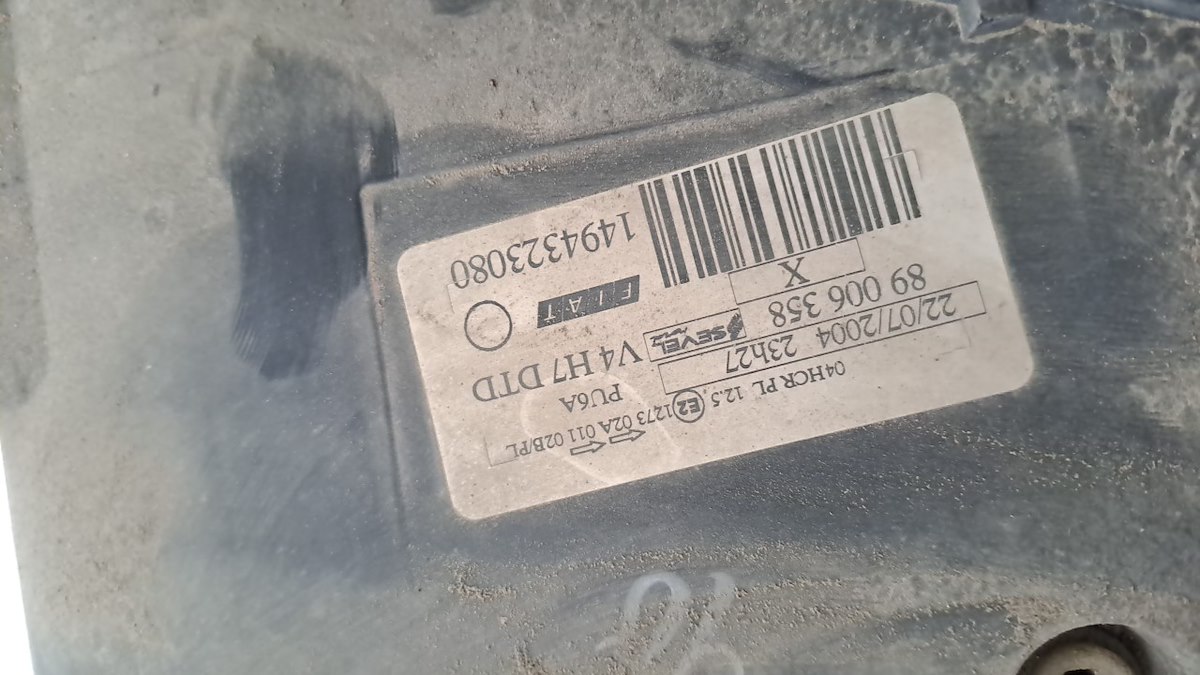 04HCR PL 12.5 E2 1273 02A 011 02B/PL
22/07/2004 23h27 PU6A
89 006 358 SEVEL V4 H7 DTD
X FIAT
1494323080